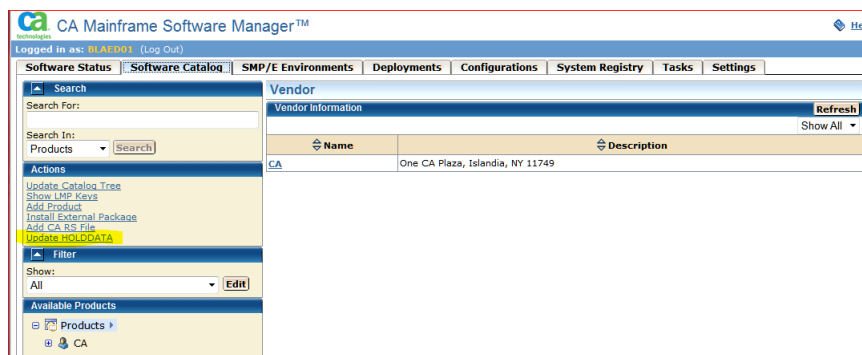 ca technologies CA Mainframe Software Manager™
Logged in as: BLAED01 (Log Out)
Software Status Software Catalog SMP/E Environments Deployments Configurations System Registry Tasks Settings
Search
Search For:
Search In:
Products Search
Actions
Update Catalog Tree
Show LMP Keys
Add Product
Install External Package
Add CA RS File
Update HOLDDATA
Filter
Show:
All Edit
Available Products
Products
CA
Vendor
Vendor Information Refresh
Show All
Name Description
CA One CA Plaza, Islandia, NY 11749